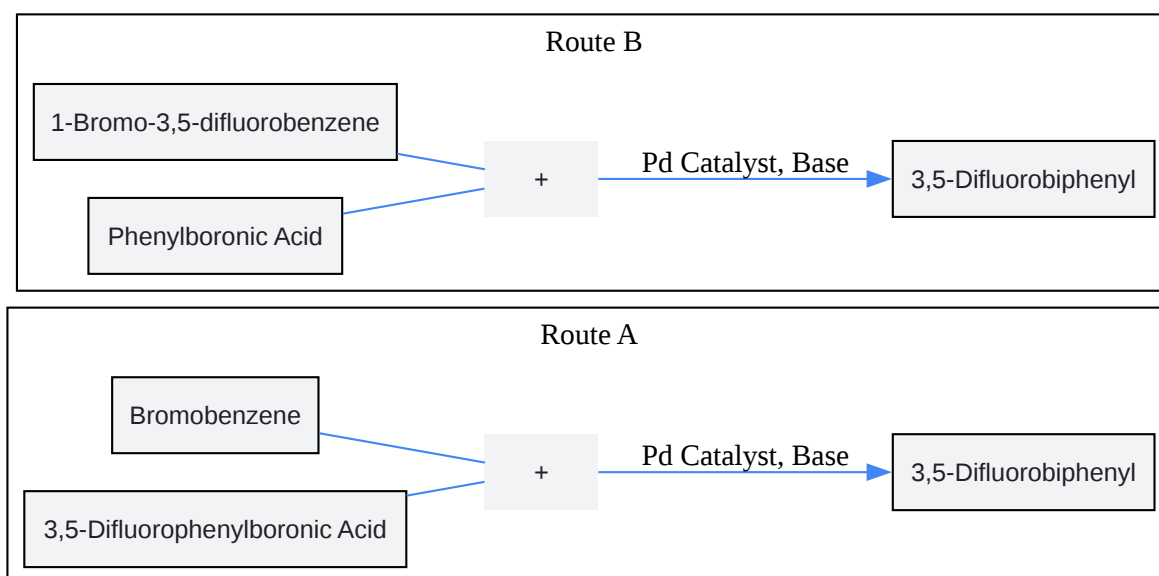 Route B
1-Bromo-3,5-difluorobenzene
Phenylboronic Acid
+
Pd Catalyst, Base
3,5-Difluorobiphenyl
Route A
Bromobenzene
3,5-Difluorophenylboronic Acid
+
Pd Catalyst, Base
3,5-Difluorobiphenyl